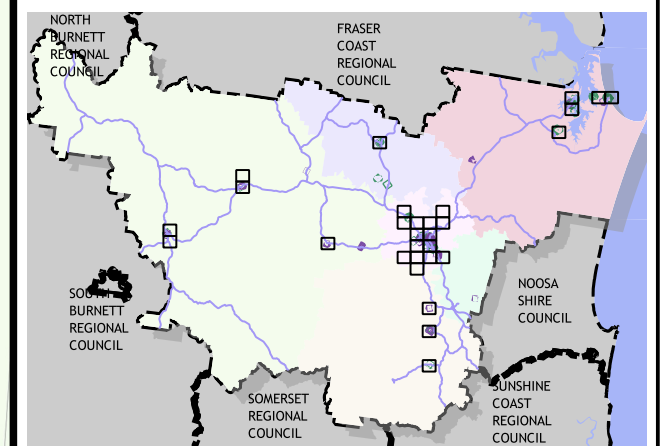 NORTH
BURNETT
REGIONAL
COUNCIL
FRASER
COAST
REGIONAL
COUNCIL
SOUTH
BURNETT
REGIONAL
COUNCIL
NOOSA
SHIRE
COUNCIL
SOMERSET
REGIONAL
COUNCIL
SUNSHINE
COAST
REGIONAL
COUNCIL